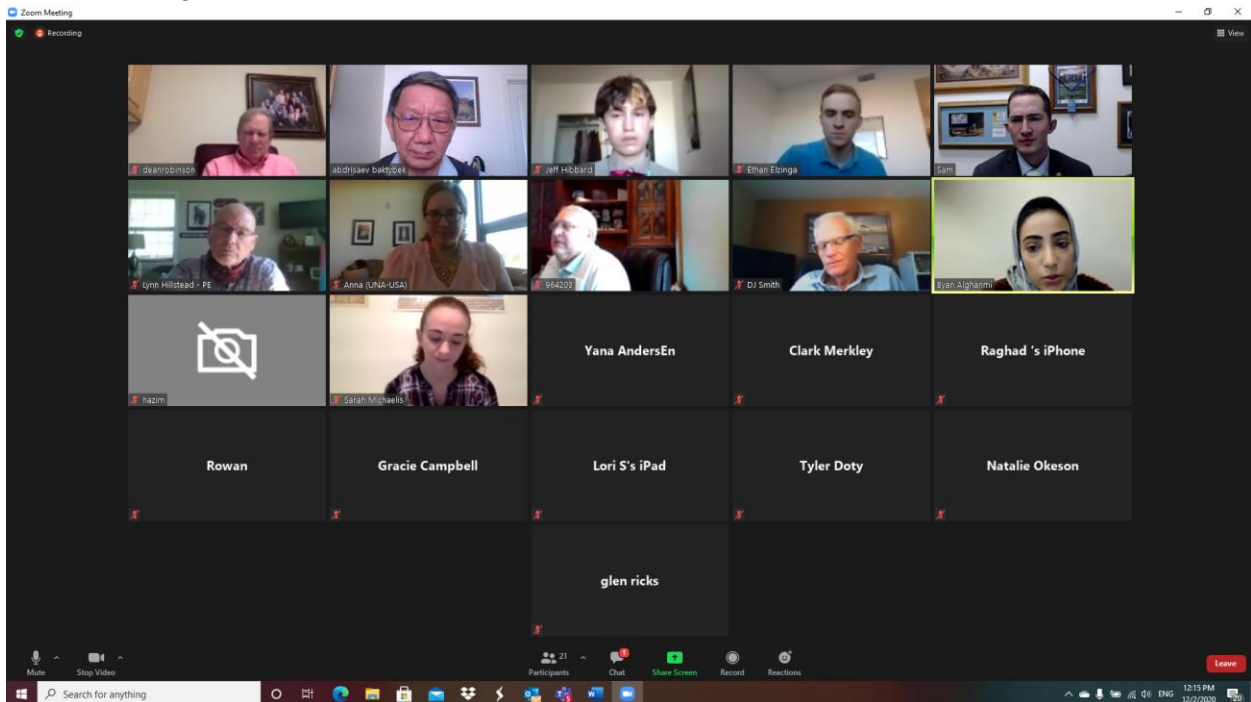 Zoom Meeting
Recording
View
deanrobinson
abdrisaev baktybek
Jeff Hibbard
Ethan Elzinga
Sam
Lynn Hillstead - PE
Anna (UNA-USA)
964203
DJ Smith
Byan Alghanmi
hazim
Sarah Michaelis
Yana AndersEn
Clark Merkley
Raghad 's iPhone
Rowan
Gracie Campbell
Lori S's iPad
Tyler Doty
Natalie Okeson
glen ricks
Mute
Stop Video
21
Participants
1
Chat
Share Screen
Record
Reactions
Leave
Search for anything
ENG
12:15 PM
12/2/2020
20